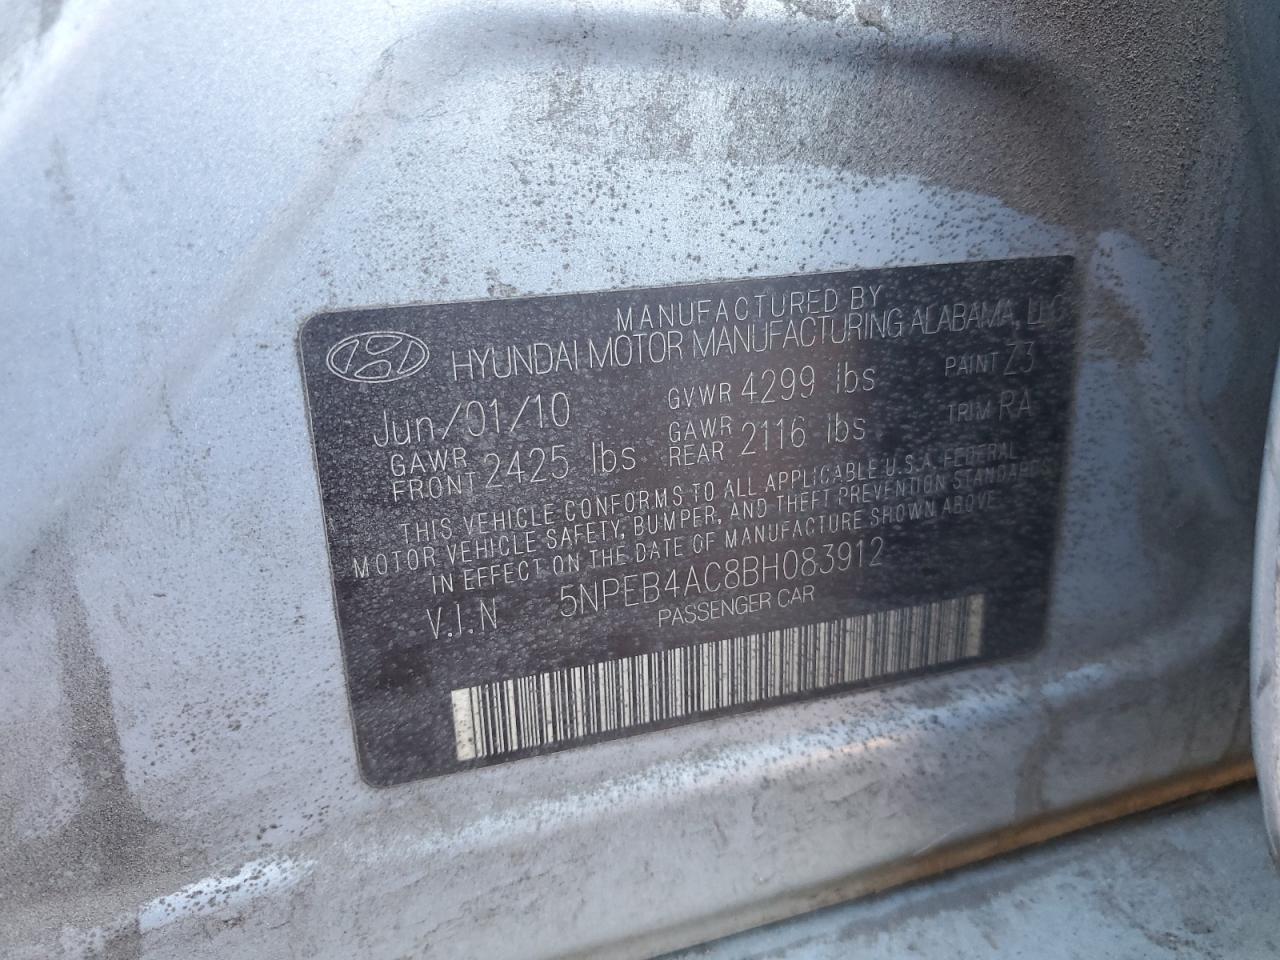 MANUFACTURED BY
HYUNDAI MOTOR MANUFACTURING ALABAMA, LLC
Jun/01/10 GVWR 4299 lbs PAINT Z3
GAWR FRONT 2425 lbs GAWR REAR 2116 lbs TRIM RA
THIS VEHICLE CONFORMS TO ALL APPLICABLE U.S.A. FEDERAL
MOTOR VEHICLE SAFETY, BUMPER, AND THEFT PREVENTION STANDARDS
IN EFFECT ON THE DATE OF MANUFACTURE SHOWN ABOVE
V.I.N 5NPEB4AC8BH083912
PASSENGER CAR